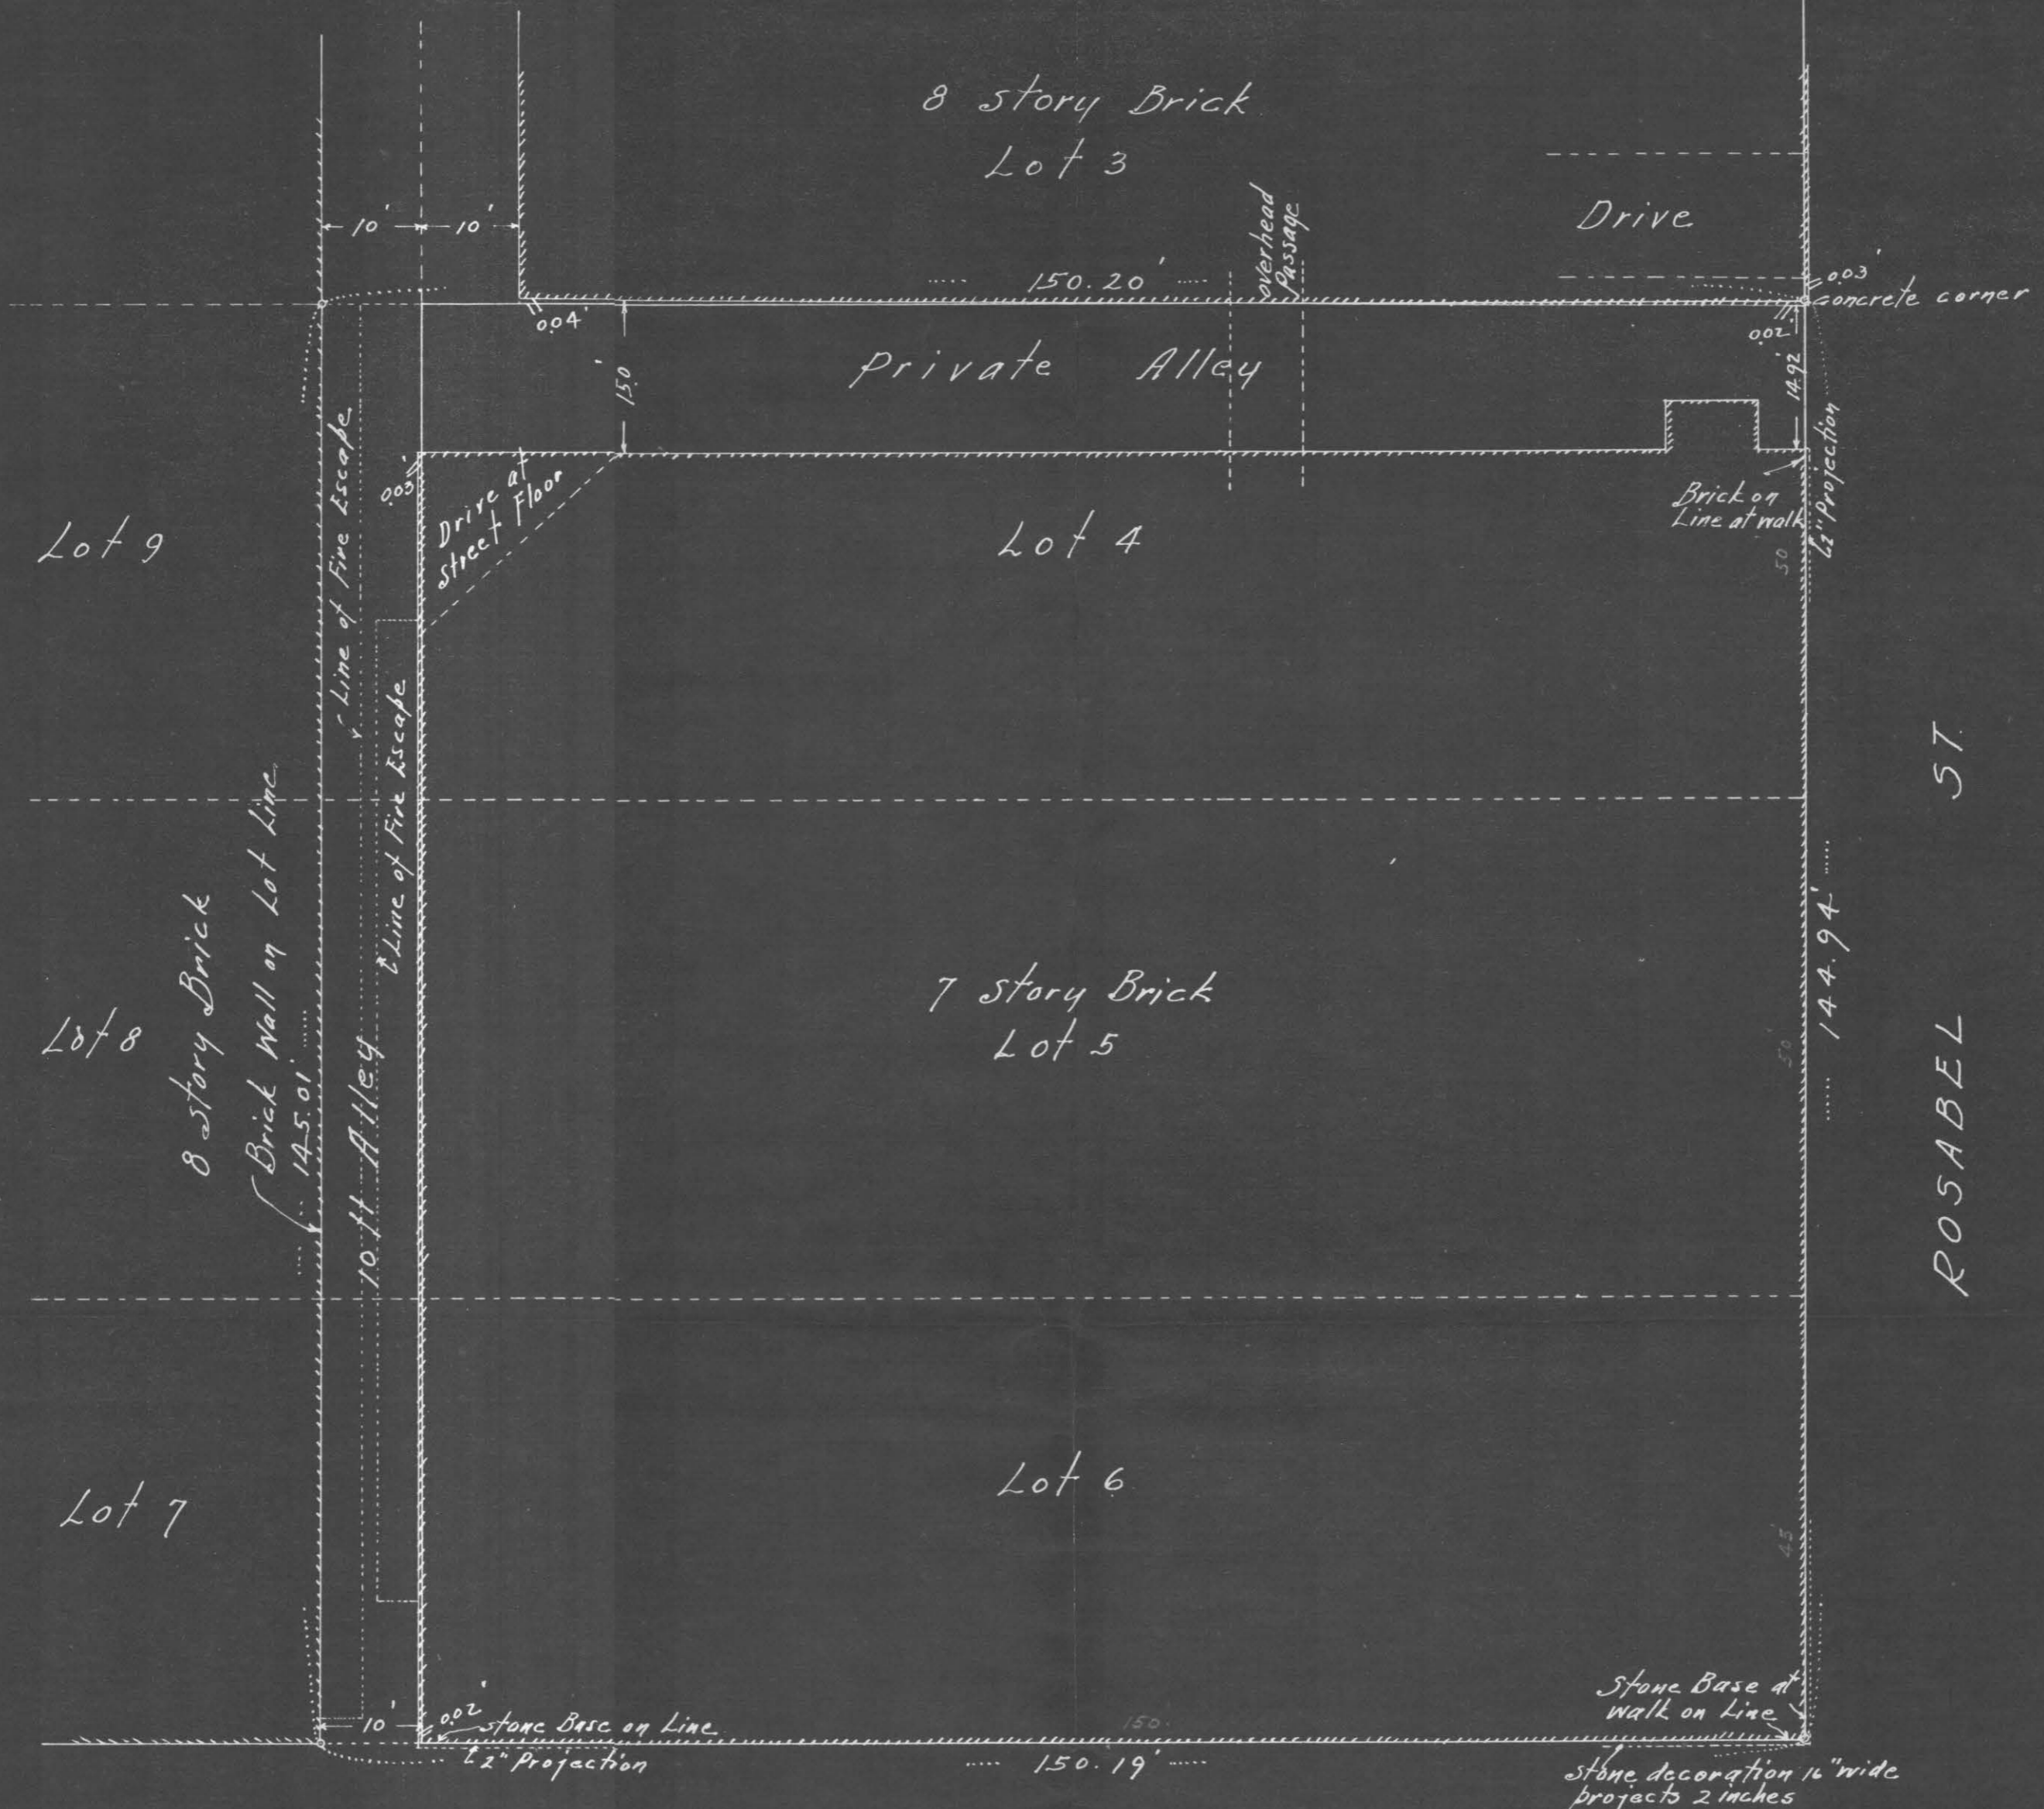 8 Story Brick
Lot 3
Drive
overhead
Passage
10'
10'
150.20'
0.03'
concrete corner
0.04'
0.02'
Private Alley
15.0'
14.92'
2" Projection
Brick on
Line at walk
0.03'
Drive at
Street Floor
Line of Fire Escape
Lot 9
Lot 4
50
Line of Fire Escape
8 Story Brick
Brick Wall on Lot Line
145.01'
10 ft Alley
Lot 8
7 Story Brick
Lot 5
50
144.94'
ROSABEL ST.
Lot 7
Lot 6
45
10'
0.02'
Stone Base on Line
2" Projection
150.
150.19'
Stone Base at
walk on Line
Stone decoration 16" wide
projects 2 inches